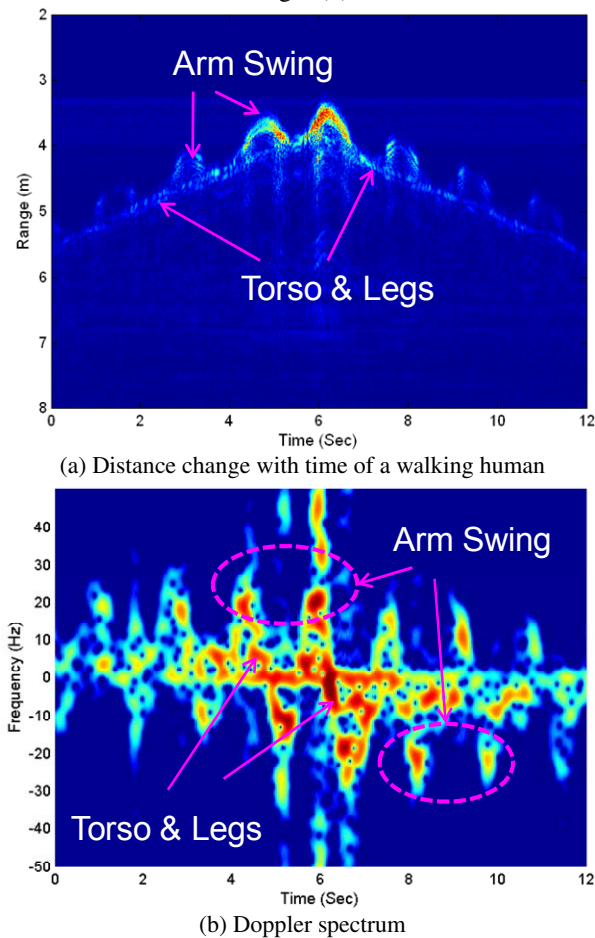 2
3
4
5
6
7
8
Range (m)
Arm Swing
Torso & Legs
0 2 4 6 8 10 12
Time (Sec)
(a) Distance change with time of a walking human
40
30
20
10
0
-10
-20
-30
-40
-50
Frequency (Hz)
Arm Swing
Torso & Legs
0 2 4 6 8 10 12
Time (Sec)
(b) Doppler spectrum